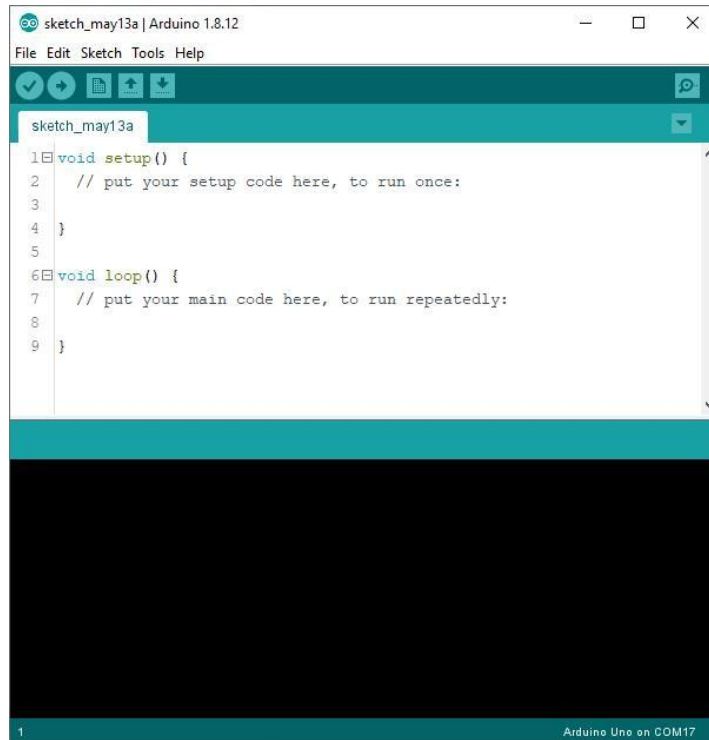 sketch_may13a | Arduino 1.8.12
File Edit Sketch Tools Help
sketch_may13a
1 void setup() {
2 // put your setup code here, to run once:
3
4 }
5
6 void loop() {
7 // put your main code here, to run repeatedly:
8
9 }
1 Arduino Uno on COM17